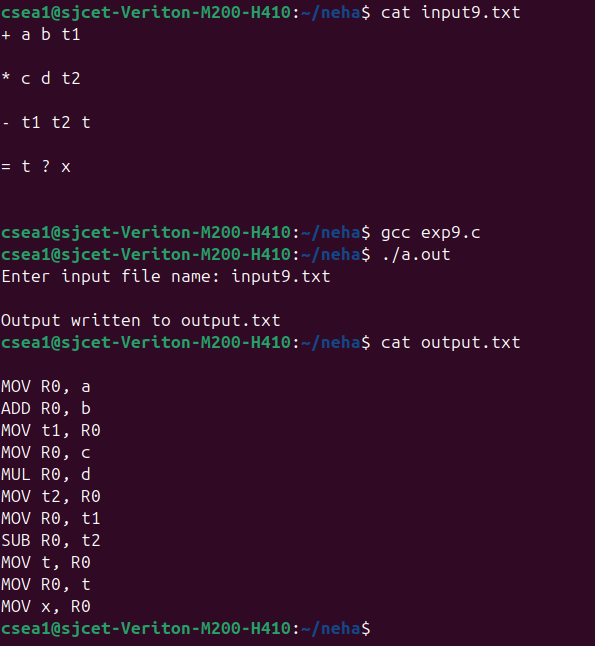 csea1@sjcet-Veriton-M200-H410:~/neha$ cat input9.txt
+ a b t1
* c d t2
- t1 t2 t
= t ? x
csea1@sjcet-Veriton-M200-H410:~/neha$ gcc exp9.c
csea1@sjcet-Veriton-M200-H410:~/neha$ ./a.out
Enter input file name: input9.txt
Output written to output.txt
csea1@sjcet-Veriton-M200-H410:~/neha$ cat output.txt
MOV R0, a
ADD R0, b
MOV t1, R0
MOV R0, c
MUL R0, d
MOV t2, R0
MOV R0, t1
SUB R0, t2
MOV t, R0
MOV R0, t
MOV x, R0
csea1@sjcet-Veriton-M200-H410:~/neha$